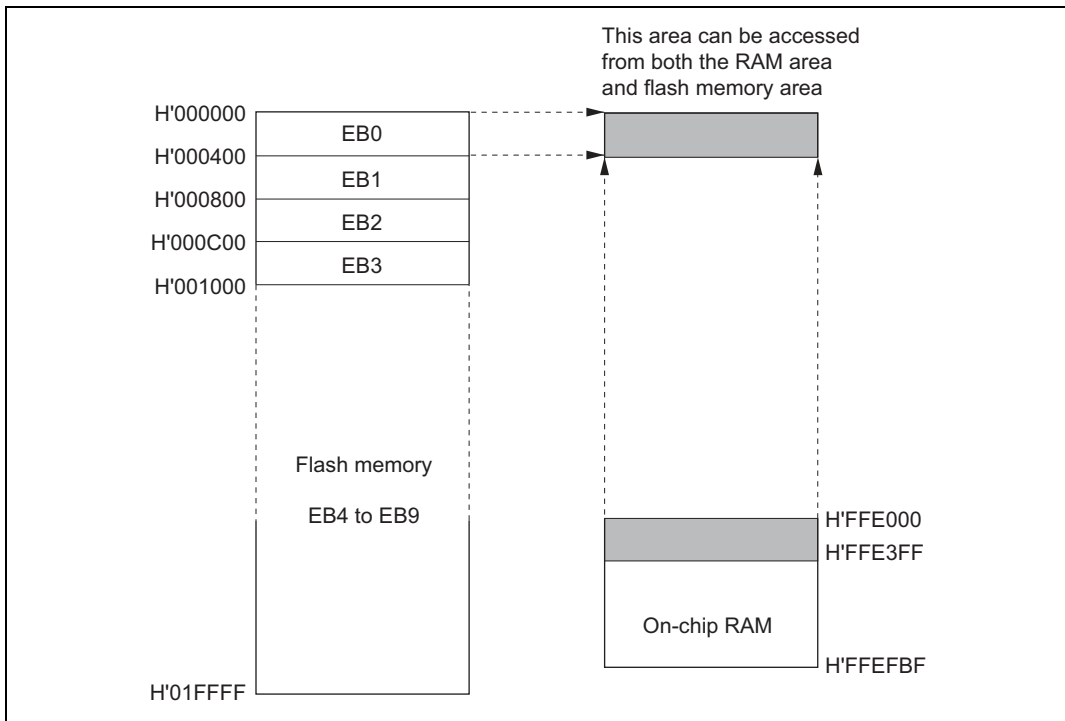 This area can be accessed
from both the RAM area
and flash memory area
H'000000
EB0
H'000400
EB1
H'000800
EB2
H'000C00
EB3
H'001000
Flash memory
EB4 to EB9
H'01FFFF
H'FFE000
H'FFE3FF
On-chip RAM
H'FFEFBF